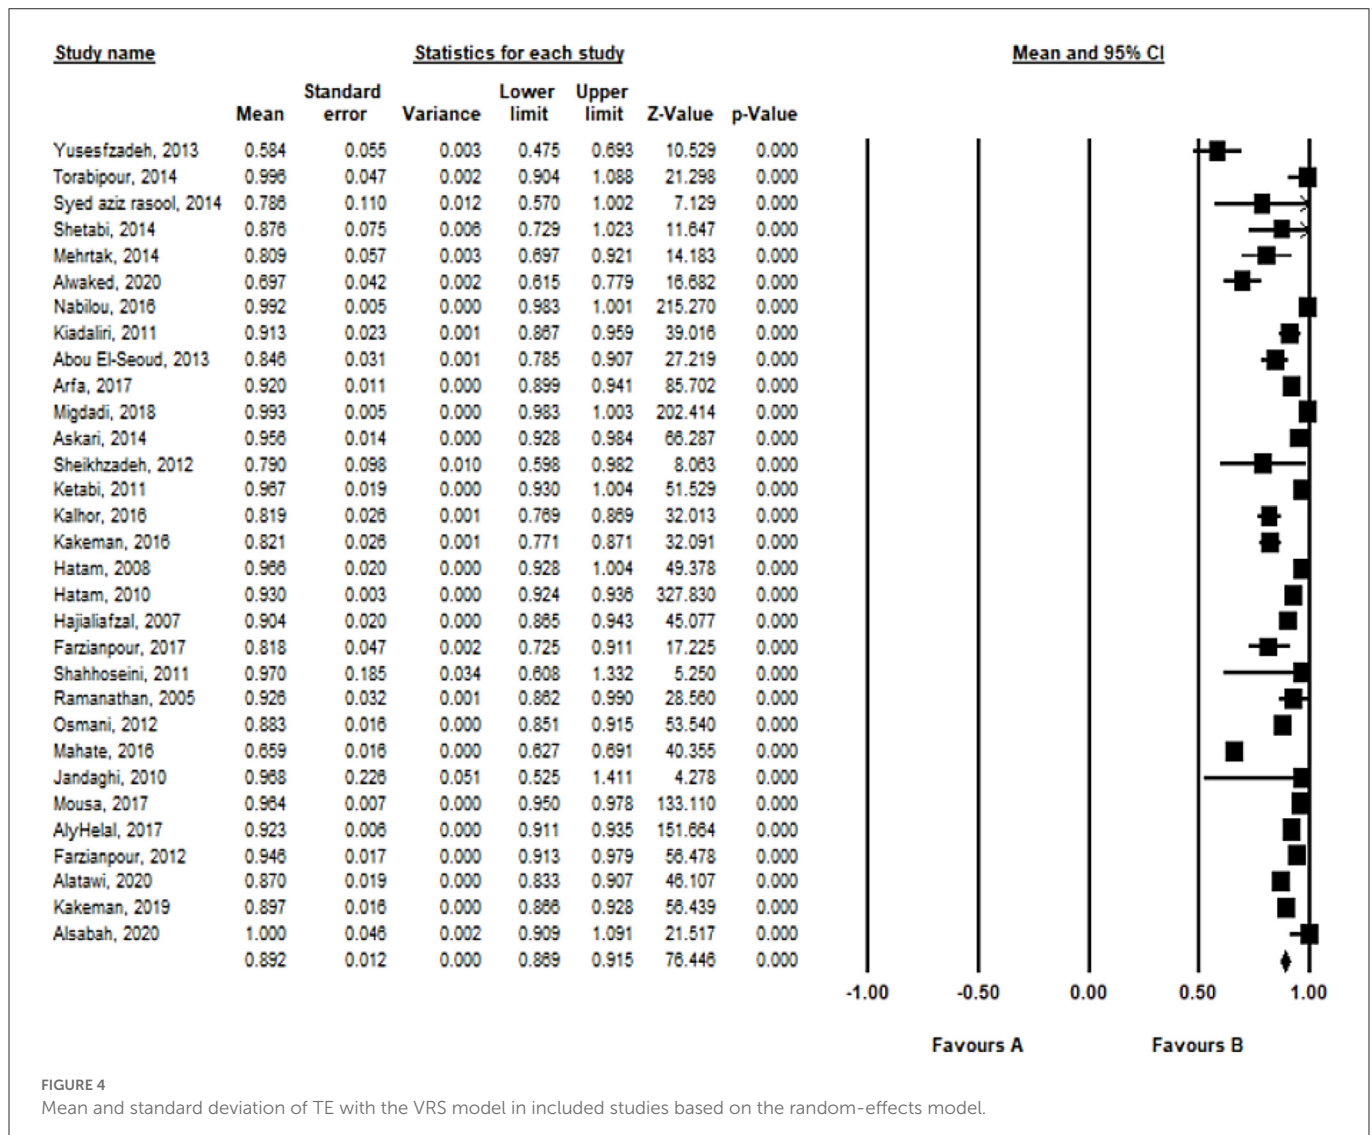 Study name Statistics for each study Mean and 95% CI
Standard Lower Upper
Mean error Variance limit limit Z-Value p-Value
Yusesfzadeh, 2013 0.584 0.055 0.003 0.475 0.693 10.529 0.000
Torabipour, 2014 0.996 0.047 0.002 0.904 1.088 21.298 0.000
Syed aziz rasool, 2014 0.786 0.110 0.012 0.570 1.002 7.129 0.000
Shetabi, 2014 0.876 0.075 0.006 0.729 1.023 11.647 0.000
Mehrtak, 2014 0.809 0.057 0.003 0.697 0.921 14.183 0.000
Alwaked, 2020 0.697 0.042 0.002 0.615 0.779 16.682 0.000
Nabilou, 2016 0.992 0.005 0.000 0.983 1.001 215.270 0.000
Kiadaliri, 2011 0.913 0.023 0.001 0.867 0.959 39.016 0.000
Abou El-Seoud, 2013 0.846 0.031 0.001 0.785 0.907 27.219 0.000
Arfa, 2017 0.920 0.011 0.000 0.899 0.941 85.702 0.000
Migdadi, 2018 0.993 0.005 0.000 0.983 1.003 202.414 0.000
Askari, 2014 0.956 0.014 0.000 0.928 0.984 66.287 0.000
Sheikhzadeh, 2012 0.790 0.098 0.010 0.598 0.982 8.063 0.000
Ketabi, 2011 0.967 0.019 0.000 0.930 1.004 51.529 0.000
Kalhor, 2016 0.819 0.026 0.001 0.769 0.869 32.013 0.000
Kakeman, 2016 0.821 0.026 0.001 0.771 0.871 32.091 0.000
Hatam, 2008 0.966 0.020 0.000 0.928 1.004 49.378 0.000
Hatam, 2010 0.930 0.003 0.000 0.924 0.936 327.830 0.000
Hajialiafzal, 2007 0.904 0.020 0.000 0.865 0.943 45.077 0.000
Farzianpour, 2017 0.818 0.047 0.002 0.725 0.911 17.225 0.000
Shahhoseini, 2011 0.970 0.185 0.034 0.608 1.332 5.250 0.000
Ramanathan, 2005 0.926 0.032 0.001 0.862 0.990 28.560 0.000
Osmani, 2012 0.883 0.016 0.000 0.851 0.915 53.540 0.000
Mahate, 2016 0.659 0.016 0.000 0.627 0.691 40.355 0.000
Jandaghi, 2010 0.968 0.226 0.051 0.525 1.411 4.278 0.000
Mousa, 2017 0.964 0.007 0.000 0.950 0.978 133.110 0.000
AlyHelal, 2017 0.923 0.006 0.000 0.911 0.935 151.664 0.000
Farzianpour, 2012 0.946 0.017 0.000 0.913 0.979 56.478 0.000
Alatawi, 2020 0.870 0.019 0.000 0.833 0.907 46.107 0.000
Kakeman, 2019 0.897 0.016 0.000 0.866 0.928 56.439 0.000
Alsabah, 2020 1.000 0.046 0.002 0.909 1.091 21.517 0.000
0.892 0.012 0.000 0.869 0.915 76.446 0.000
-1.00 -0.50 0.00 0.50 1.00
Favours A Favours B
FIGURE 4
Mean and standard deviation of TE with the VRS model in included studies based on the random-effects model.